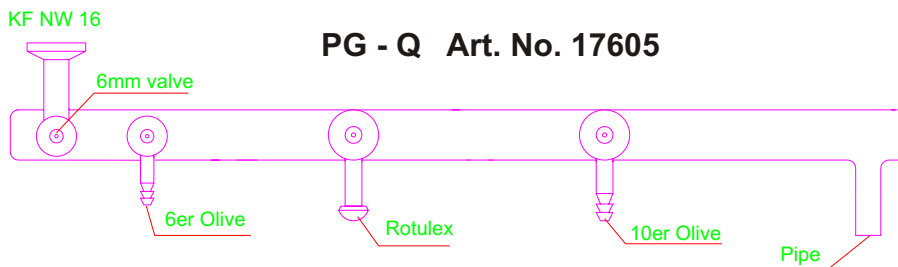 KF NW 16
PG - Q Art. No. 17605
6mm valve
6er Olive
Rotulex
10er Olive
Pipe